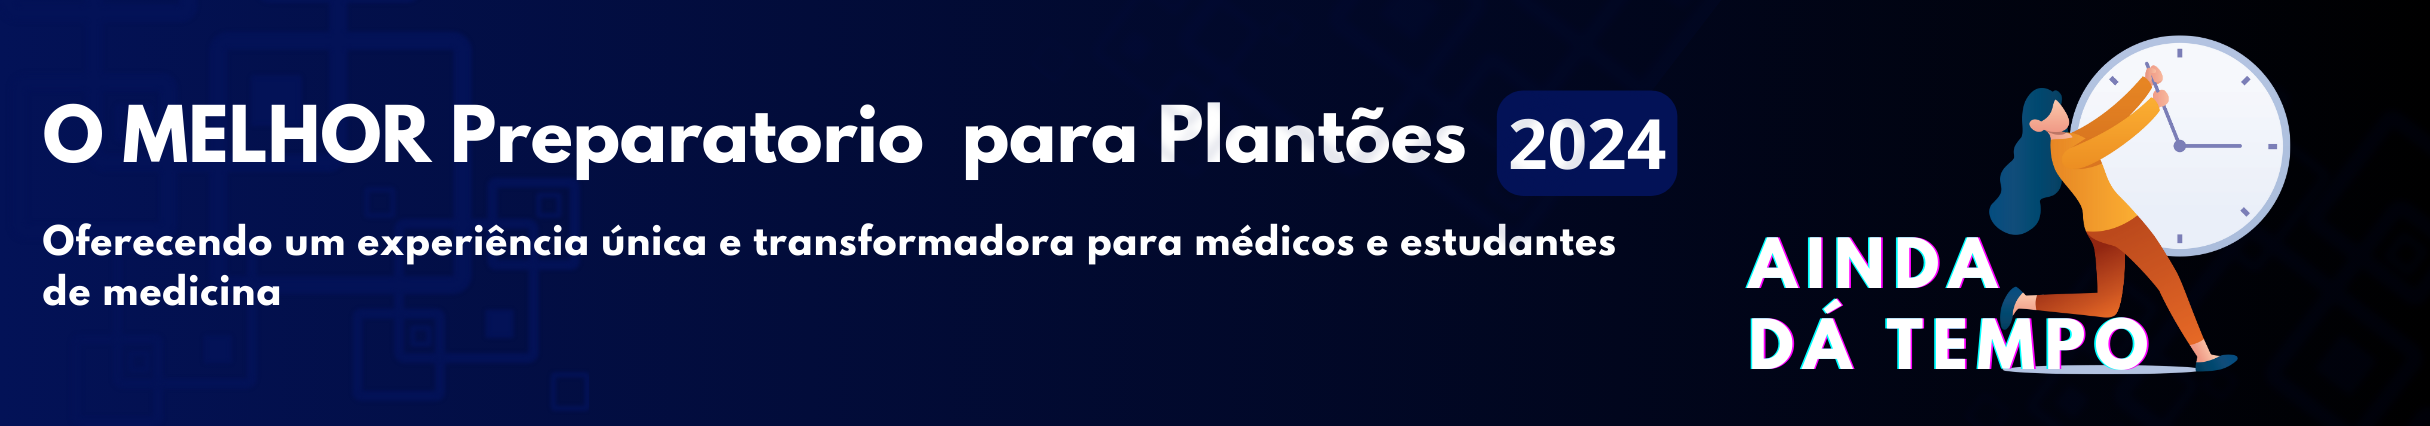 O MELHOR Preparatorio para Plantões 2024
Oferecendo um experiência única e transformadora para médicos e estudantes
de medicina
AINDA
DÁ TEMPO